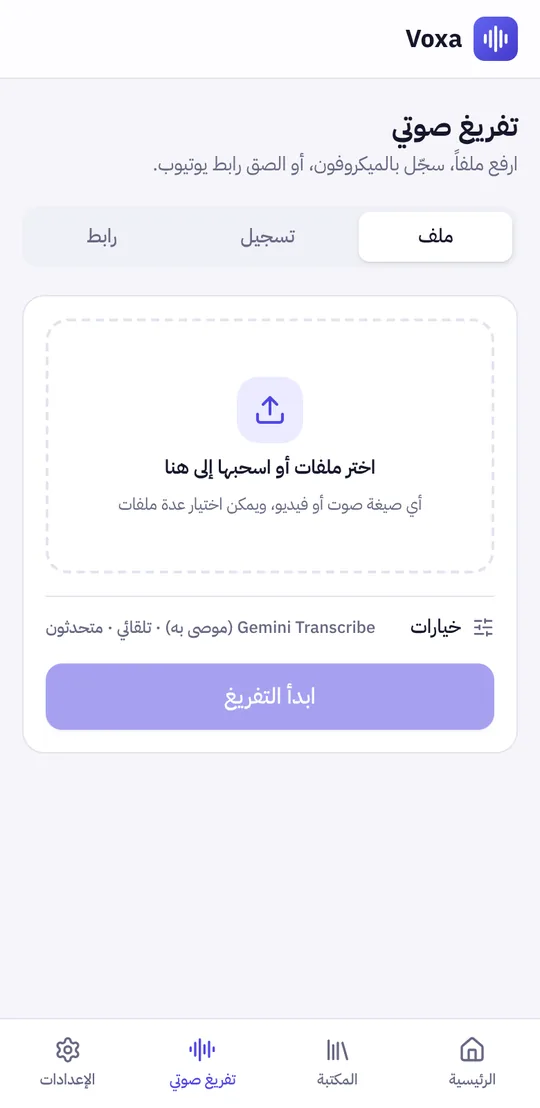 Voxa
تفريغ صوتي
ارفع ملفاً، سجّل بالميكروفون، أو الصق رابط يوتيوب.
ملف
تسجيل
رابط
اختر ملفات أو اسحبها إلى هنا
أي صيغة صوت أو فيديو، ويمكن اختيار عدة ملفات
خيارات
Gemini Transcribe (موصى به) · تلقائي · متحدثون
ابدأ التفريغ
الرئيسية
المكتبة
تفريغ صوتي
الإعدادات